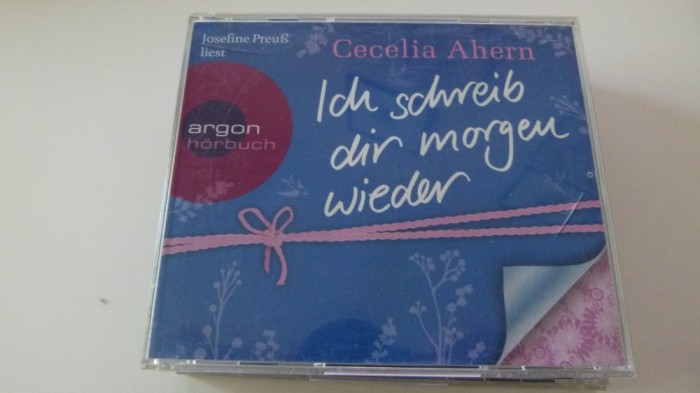 Josefine Preuß
liest
Cecelia Ahern
argon
hörbuch
Ich schreib
dir morgen
wieder